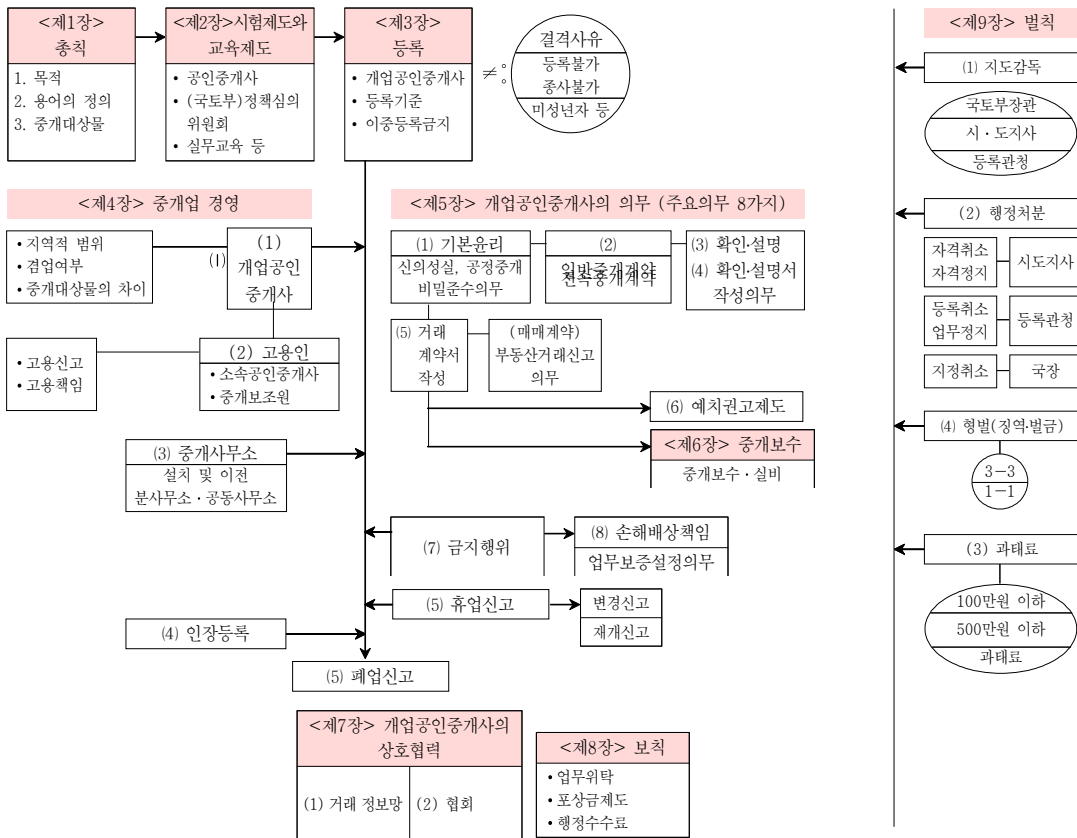 <제1장>
총칙
1. 목적
2. 용어의 정의
3. 중개대상물
<제2장>시험제도와
교육제도
• 공인중개사
• (국토부)정책심의
위원회
• 실무교육 등
<제3장>
등록
• 개업공인중개사
• 등록기준
• 이중등록금지
≠
결격사유
등록불가
종사불가
미성년자 등
<제4장> 중개업 경영
• 지역적 범위
• 겸업여부
• 중개대상물의 차이
(1)
(1)
개업공인
중개사
• 고용신고
• 고용책임
(2) 고용인
• 소속공인중개사
• 중개보조원
(3) 중개사무소
설치 및 이전
분사무소·공동사무소
(4) 인장등록
<제5장> 개업공인중개사의 의무 (주요의무 8가지)
(1) 기본윤리
신의성실, 공정중개
비밀준수의무
(2)
일반중개계약
전속중개계약
(3) 확인·설명
(4) 확인·설명서
작성의무
(5) 거래
계약서
작성
(매매계약)
부동산거래신고
의무
(6) 예치권고제도
<제6장> 중개보수
중개보수·실비
(7) 금지행위
(8) 손해배상책임
업무보증설정의무
(5) 휴업신고
변경신고
재개신고
(5) 폐업신고
<제7장> 개업공인중개사의
상호협력
(1) 거래 정보망
(2) 협회
<제8장> 보칙
• 업무위탁
• 포상금제도
• 행정수수료
<제9장> 벌칙
(1) 지도감독
국토부장관
시·도지사
등록관청
(2) 행정처분
자격취소
자격정지
시도지사
등록취소
업무정지
등록관청
지정취소
국장
(4) 형벌(징역·벌금)
3-3
1-1
(3) 과태료
100만원 이하
500만원 이하
과태료